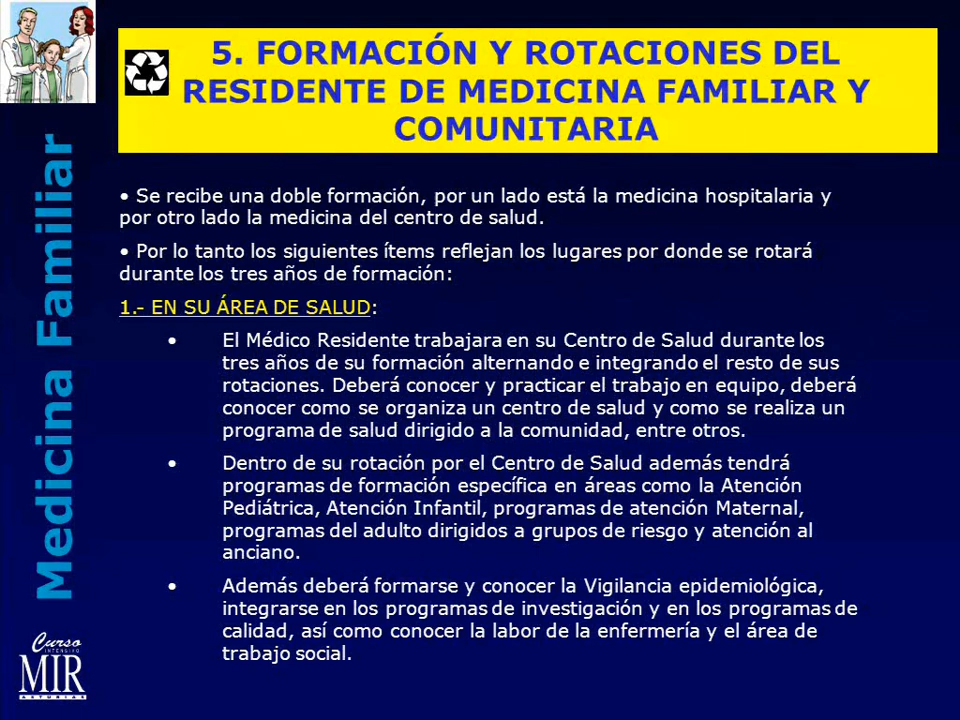 5. FORMACIÓN Y ROTACIONES DEL
RESIDENTE DE MEDICINA FAMILIAR Y
COMUNITARIA
Medicina Familiar
• Se recibe una doble formación, por un lado está la medicina hospitalaria y
por otro lado la medicina del centro de salud.
• Por lo tanto los siguientes ítems reflejan los lugares por donde se rotará
durante los tres años de formación:
1.- EN SU ÁREA DE SALUD:
• El Médico Residente trabajara en su Centro de Salud durante los
tres años de su formación alternando e integrando el resto de sus
rotaciones. Deberá conocer y practicar el trabajo en equipo, deberá
conocer como se organiza un centro de salud y como se realiza un
programa de salud dirigido a la comunidad, entre otros.
• Dentro de su rotación por el Centro de Salud además tendrá
programas de formación específica en áreas como la Atención
Pediátrica, Atención Infantil, programas de atención Maternal,
programas del adulto dirigidos a grupos de riesgo y atención al
anciano.
• Además deberá formarse y conocer la Vigilancia epidemiológica,
integrarse en los programas de investigación y en los programas de
calidad, así como conocer la labor de la enfermería y el área de
trabajo social.
Curso
INTENSIVO
MIR
ASTURIAS